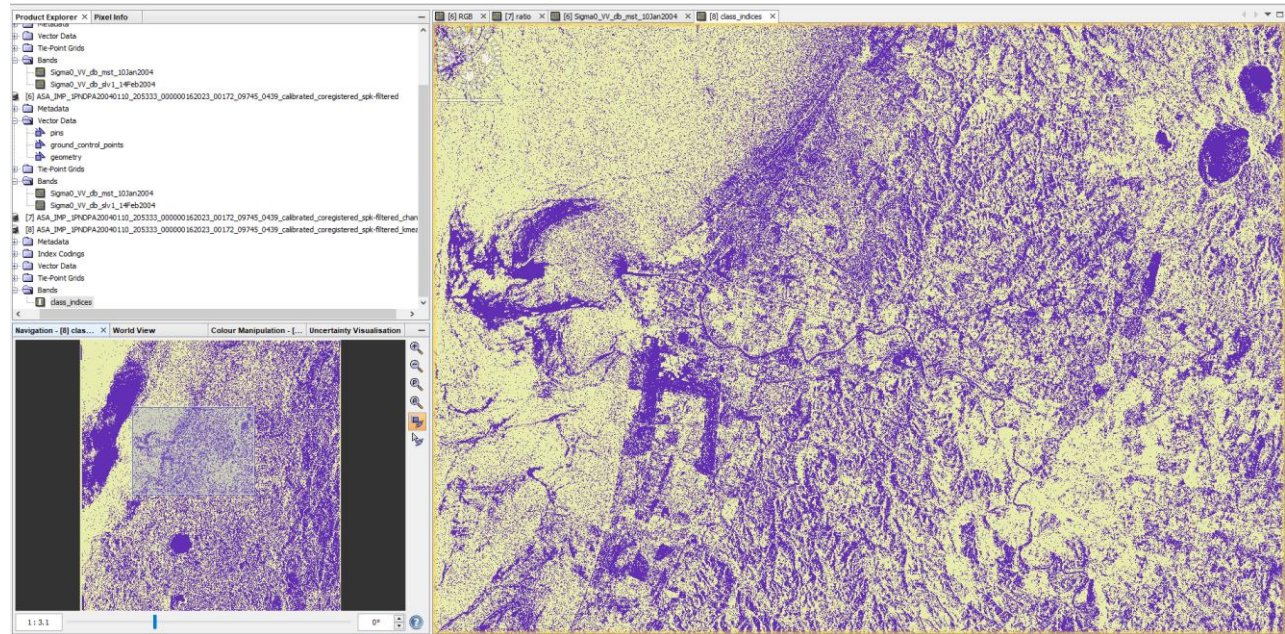 Product Explorer × Pixel Info
[6] RGB × [7] ratio × [6] Sigma0_VV_db_mst_10Jan2004 × [8] class_indices ×
Metadata
Vector Data
Tie-Point Grids
Bands
Sigma0_VV_db_mst_10Jan2004
Sigma0_VV_db_slv1_14Feb2004
[6] ASA_IMP_1PNDPA20040110_205333_000000162023_00172_09745_0439_calibrated_coregistered_spk-filtered
Metadata
Vector Data
pins
ground_control_points
geometry
Tie-Point Grids
Bands
Sigma0_VV_db_mst_10Jan2004
Sigma0_VV_db_slv1_14Feb2004
[7] ASA_IMP_1PNDPA20040110_205333_000000162023_00172_09745_0439_calibrated_coregistered_spk-filtered_chan
[8] ASA_IMP_1PNDPA20040110_205333_000000162023_00172_09745_0439_calibrated_coregistered_spk-filtered_kmea
Metadata
Index Codings
Vector Data
Tie-Point Grids
Bands
class_indices
Navigation - [8] clas... × World View Colour Manipulation - [... Uncertainty Visualisation
1 : 3.1 0°